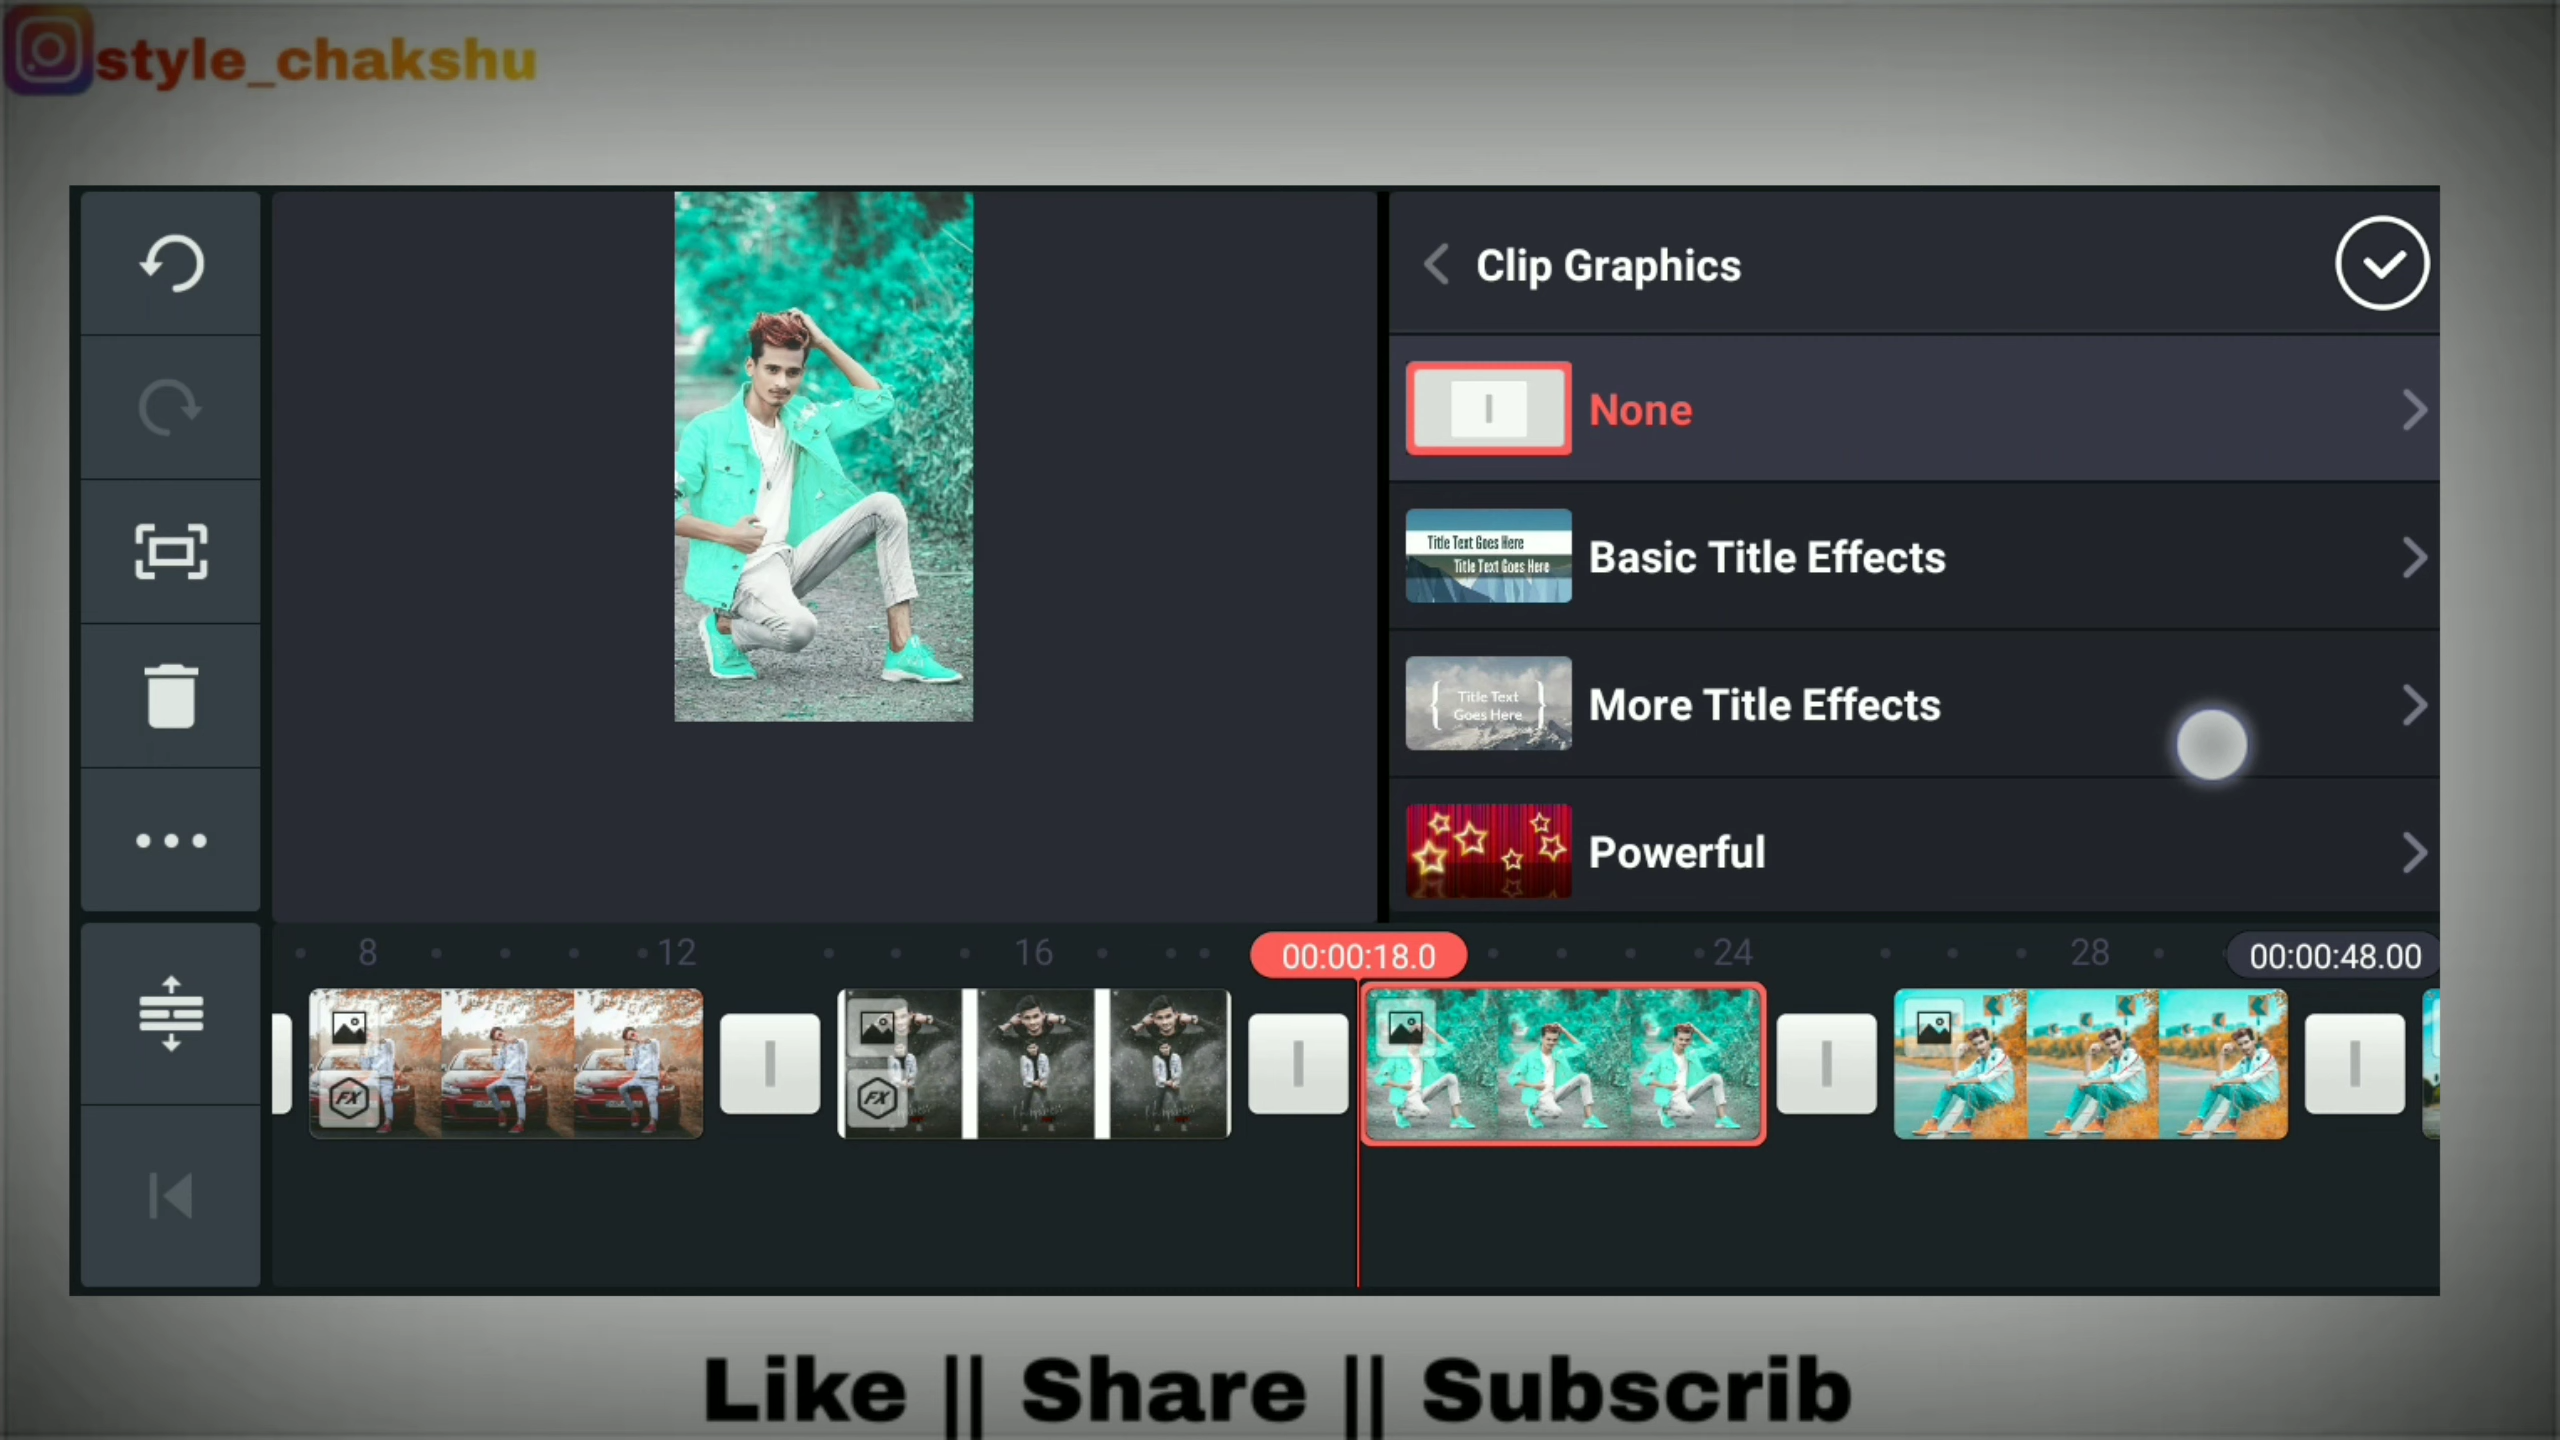 style_chakshu
Clip Graphics
None
Title Text Goes Here
Title Text Goes Here
Basic Title Effects
Title Text
Goes Here
More Title Effects
Powerful
8
12
16
00:00:18.0
24
28
00:00:48.00
FX
FX
Like || Share || Subscrib